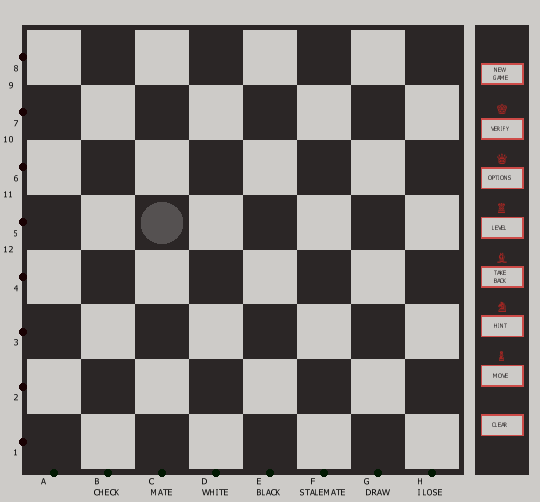 8
9
7
10
6
11
5
12
4
3
2
1
A B C D E F G H
CHECK MATE WHITE BLACK STALEMATE DRAW I LOSE
NEW
GAME
VERIFY
OPTIONS
LEVEL
TAKE
BACK
HINT
MOVE
CLEAR